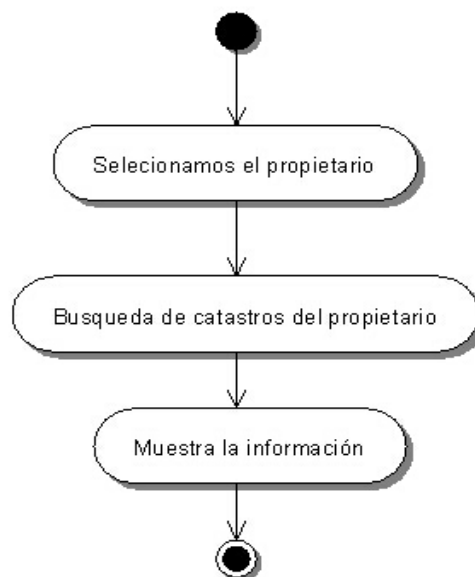 Selecionamos el propietario
Busqueda de catastros del propietario
Muestra la información